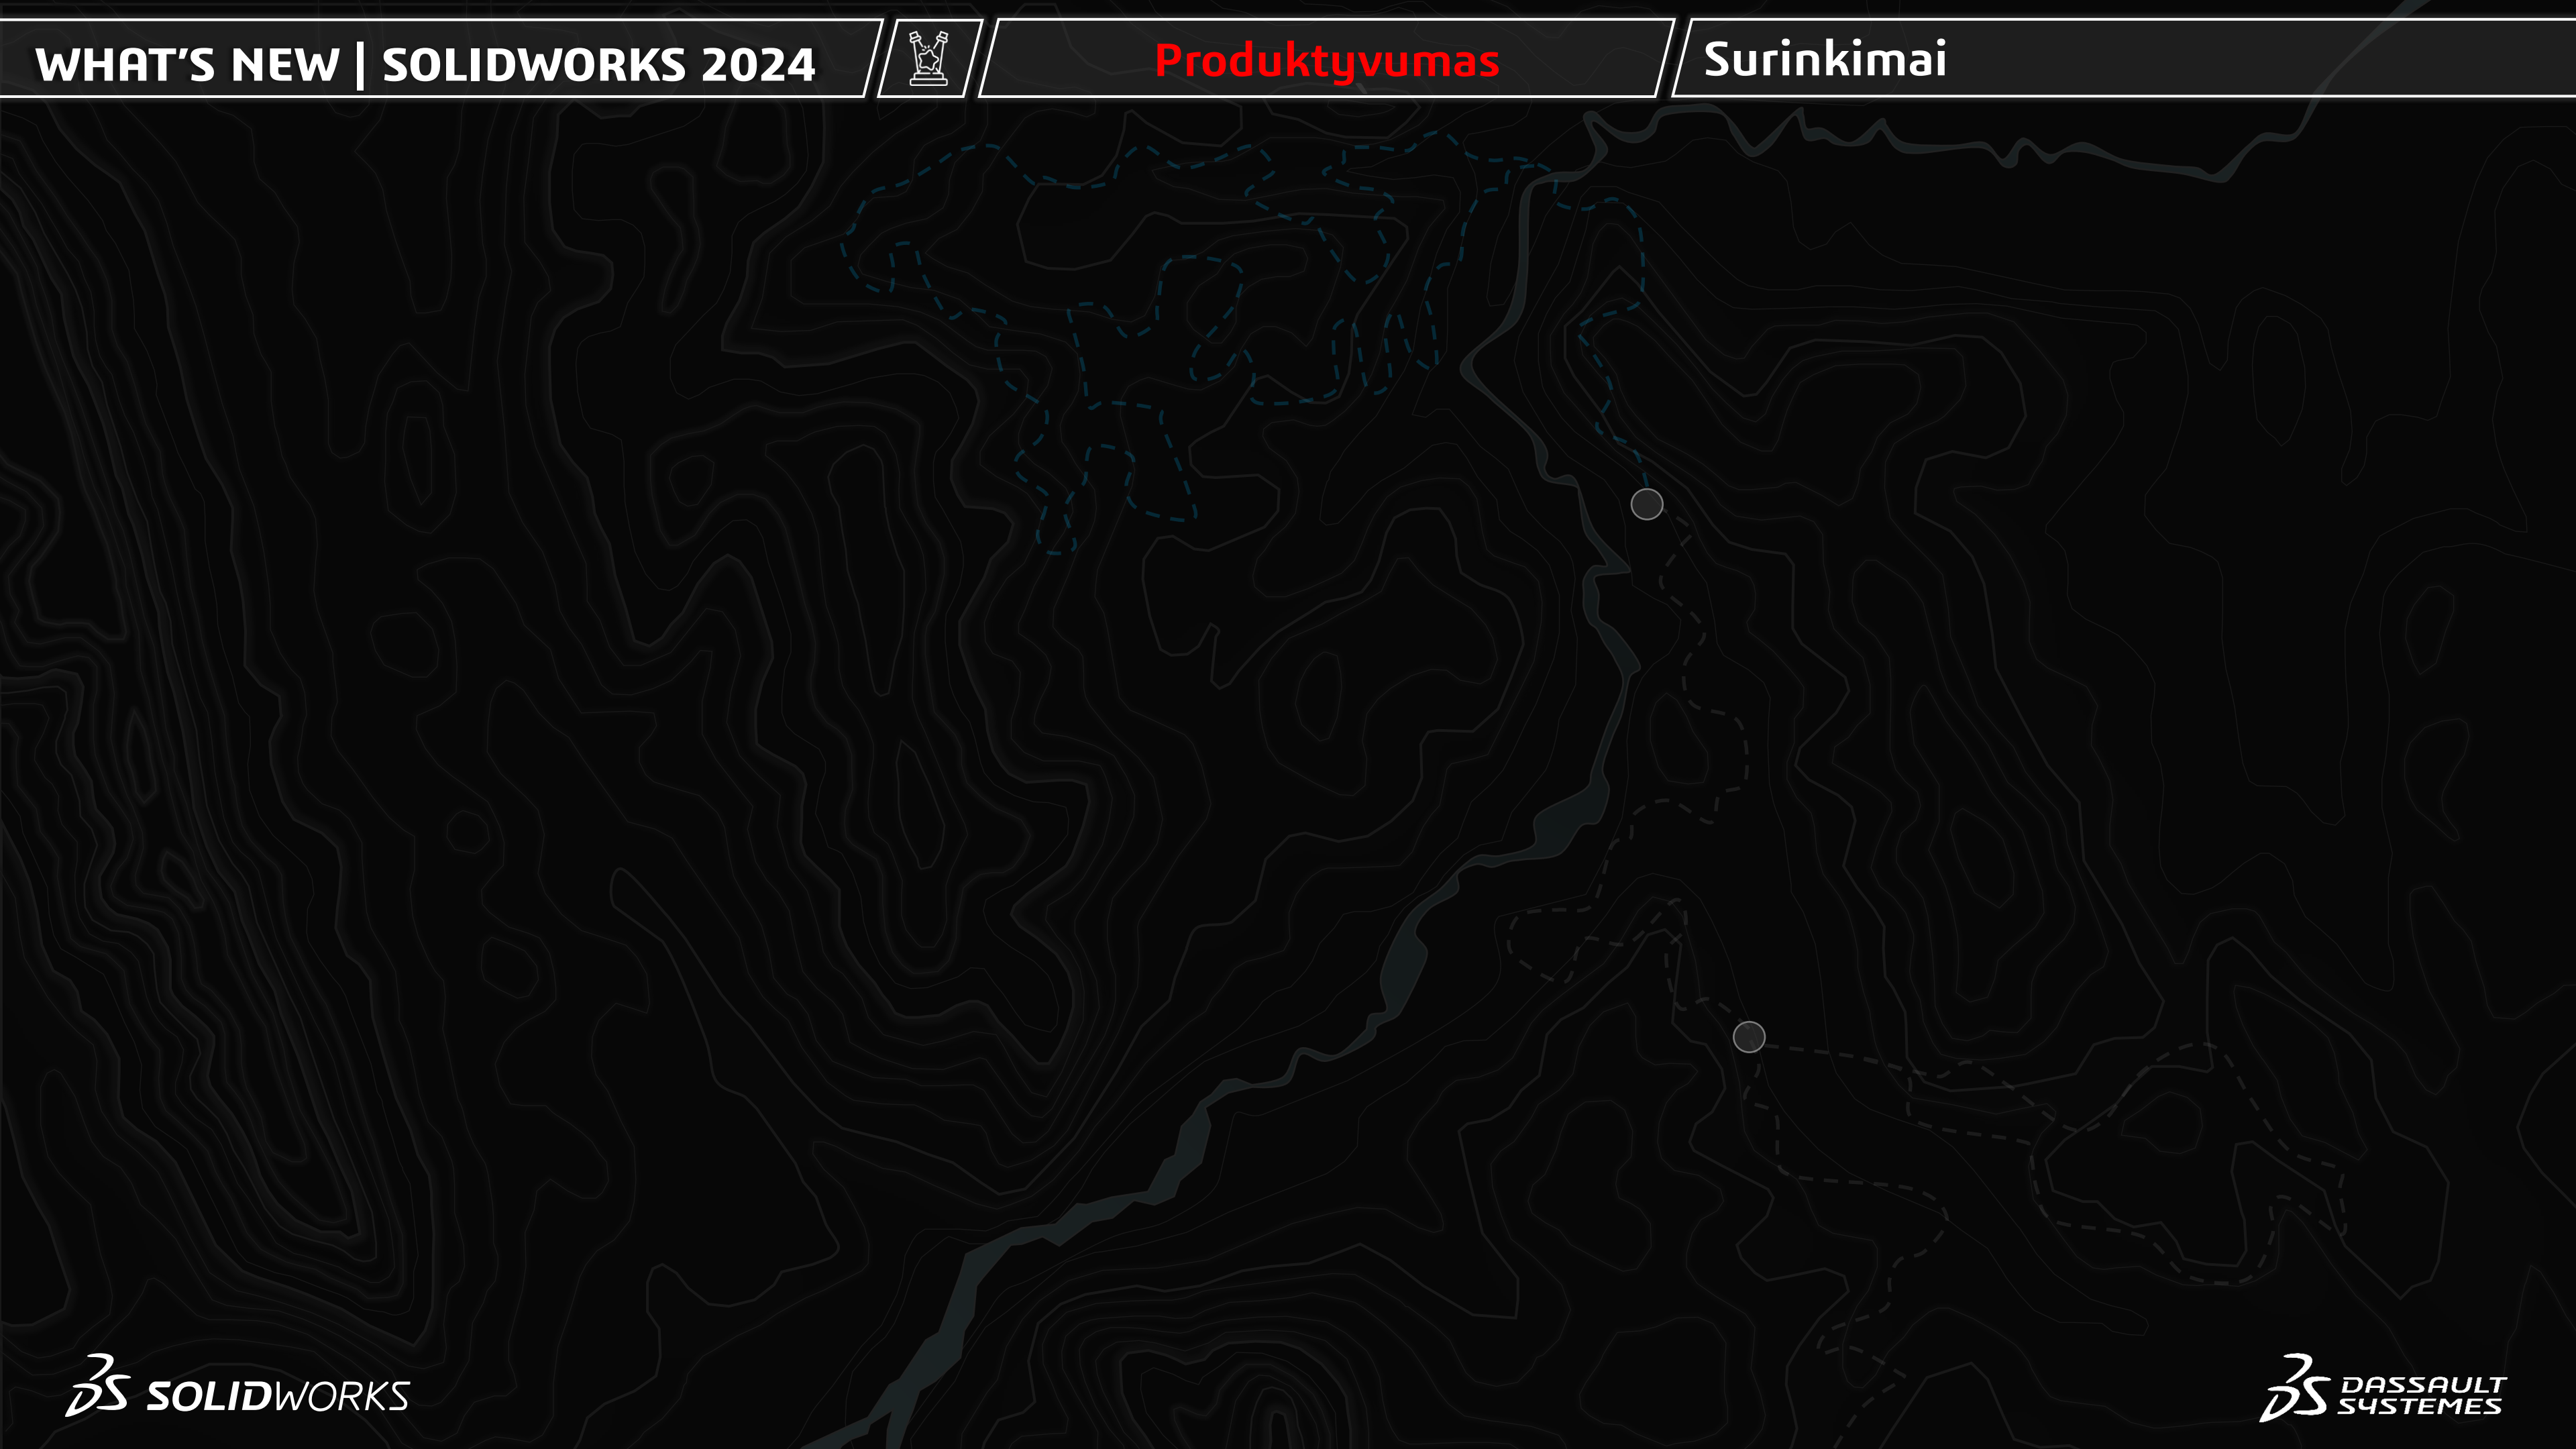 WHAT'S NEW | SOLIDWORKS 2024
Produktyvumas
Surinkimai
SOLIDWORKS
DASSAULT
SYSTEMES